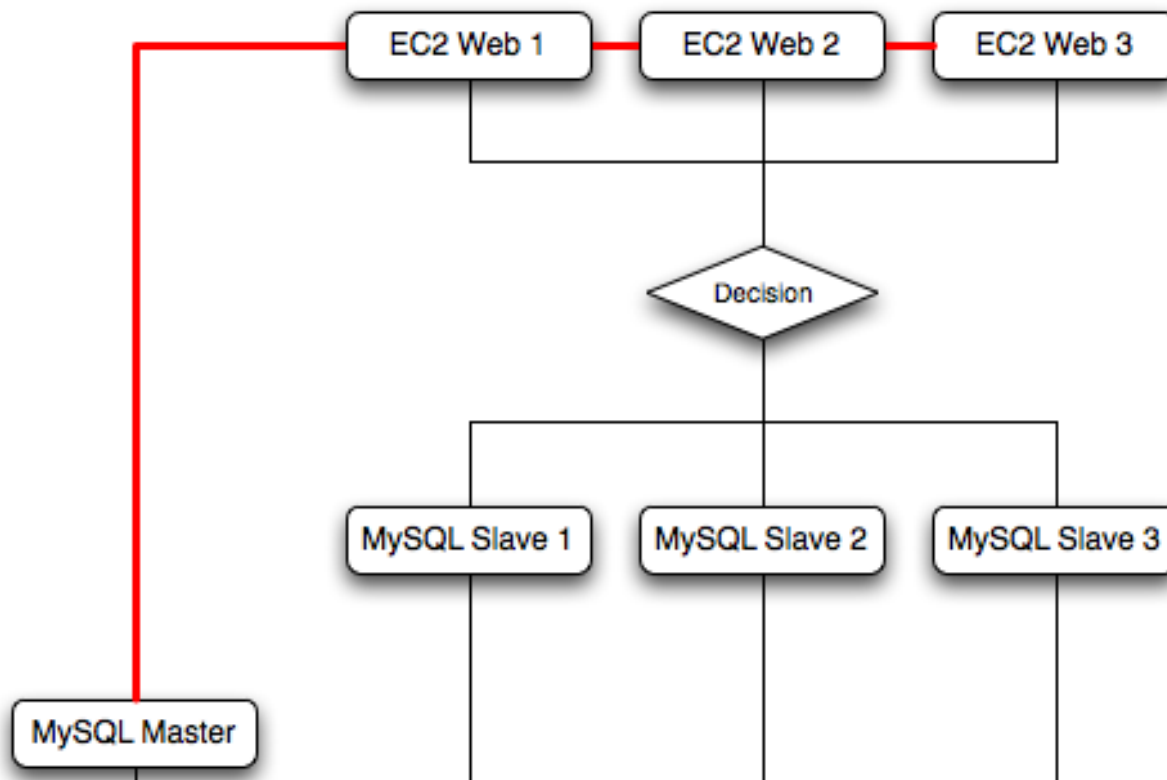 EC2 Web 1
EC2 Web 2
EC2 Web 3
Decision
MySQL Slave 1
MySQL Slave 2
MySQL Slave 3
MySQL Master